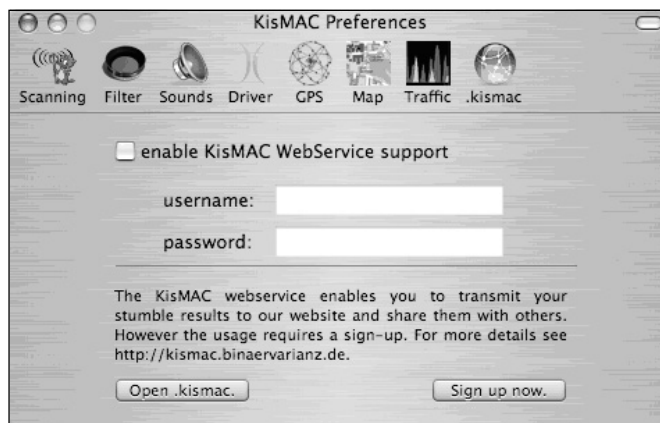 KisMAC Preferences
Scanning Filter Sounds Driver GPS Map Traffic .kismac
enable KisMAC WebService support
username:
password:
The KisMAC webservice enables you to transmit your
stumble results to our website and share them with others.
However the usage requires a sign-up. For more details see
http://kismac.binaervarianz.de.
Open .kismac. Sign up now.